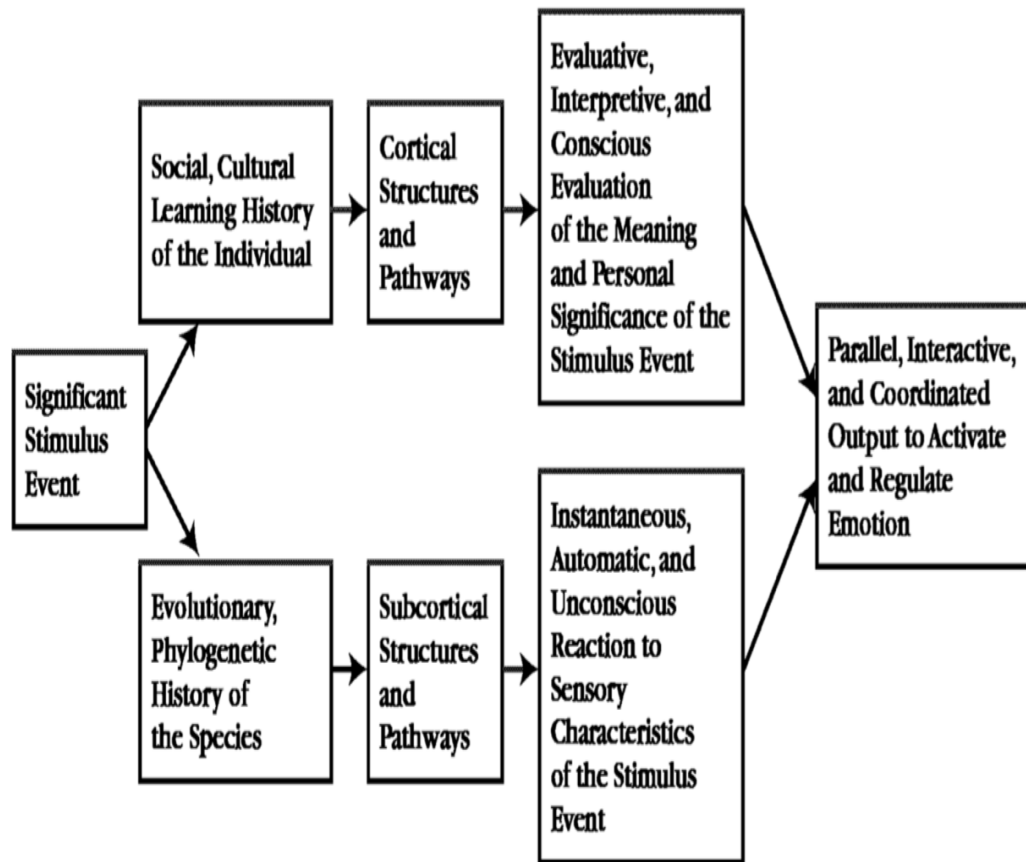 Significant
Stimulus
Event
Social, Cultural
Learning History
of the Individual
Cortical
Structures
and
Pathways
Evaluative,
Interpretive, and
Conscious
Evaluation
of the Meaning
and Personal
Significance of the
Stimulus Event
Evolutionary,
Phylogenetic
History of
the Species
Subcortical
Structures
and
Pathways
Instantaneous,
Automatic, and
Unconscious
Reaction to
Sensory
Characteristics
of the Stimulus
Event
Parallel, Interactive,
and Coordinated
Output to Activate
and Regulate
Emotion